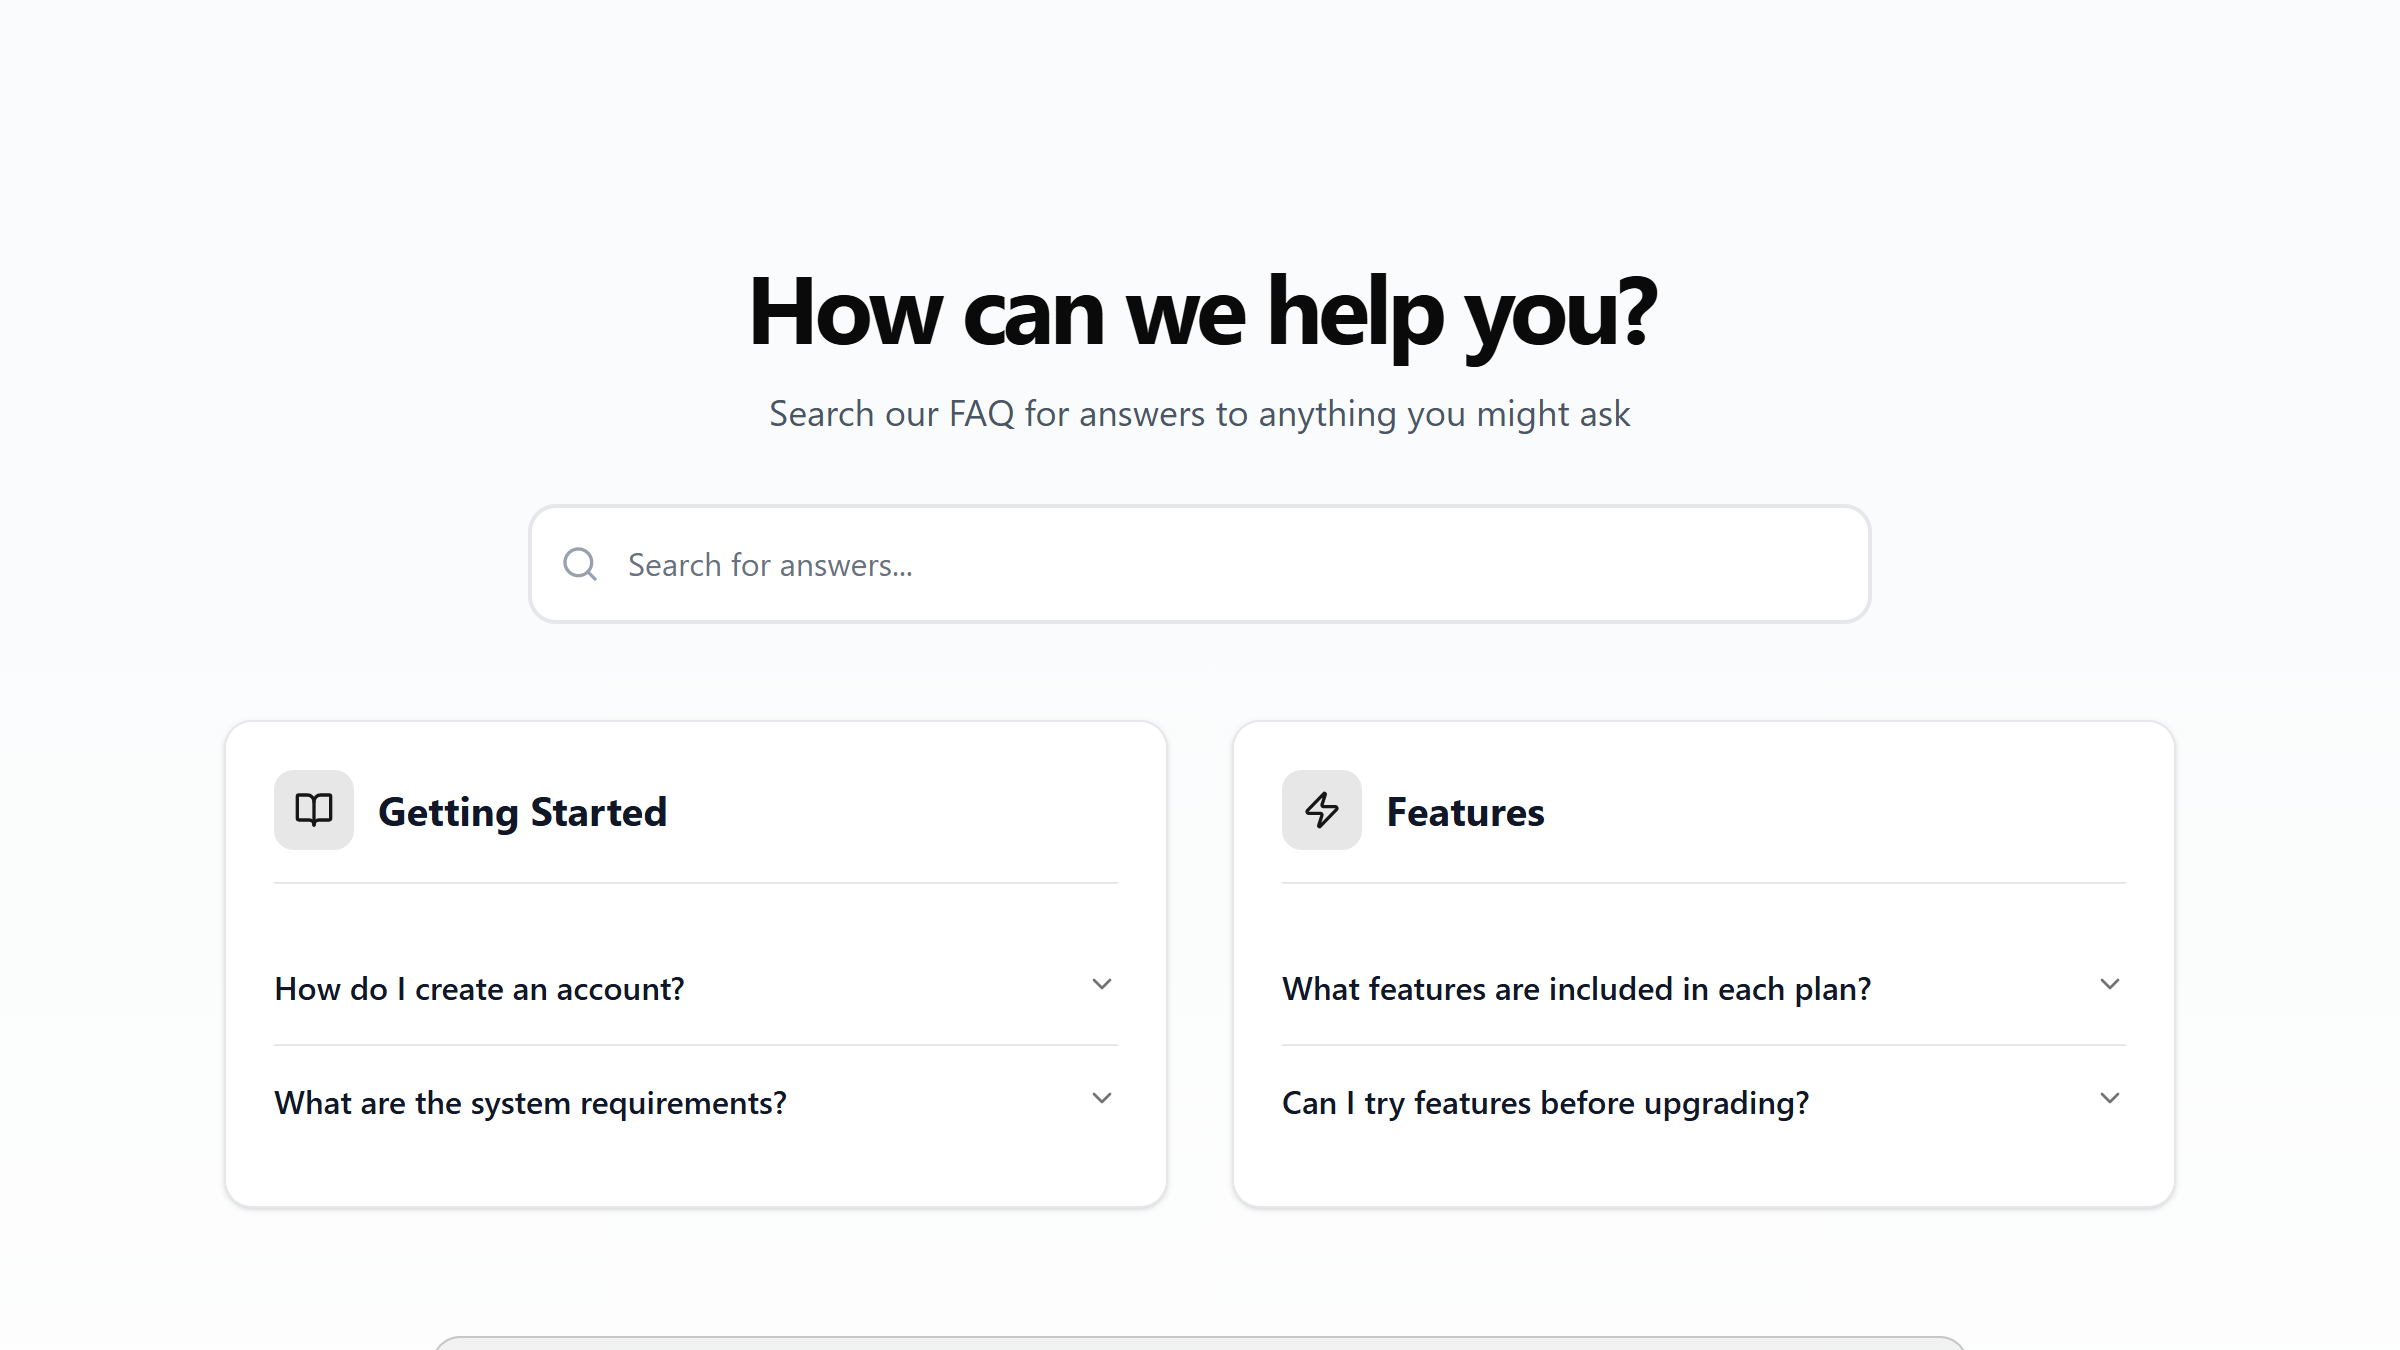 How can we help you?
Search our FAQ for answers to anything you might ask
Search for answers...
Getting Started
How do I create an account?
What are the system requirements?
Features
What features are included in each plan?
Can I try features before upgrading?